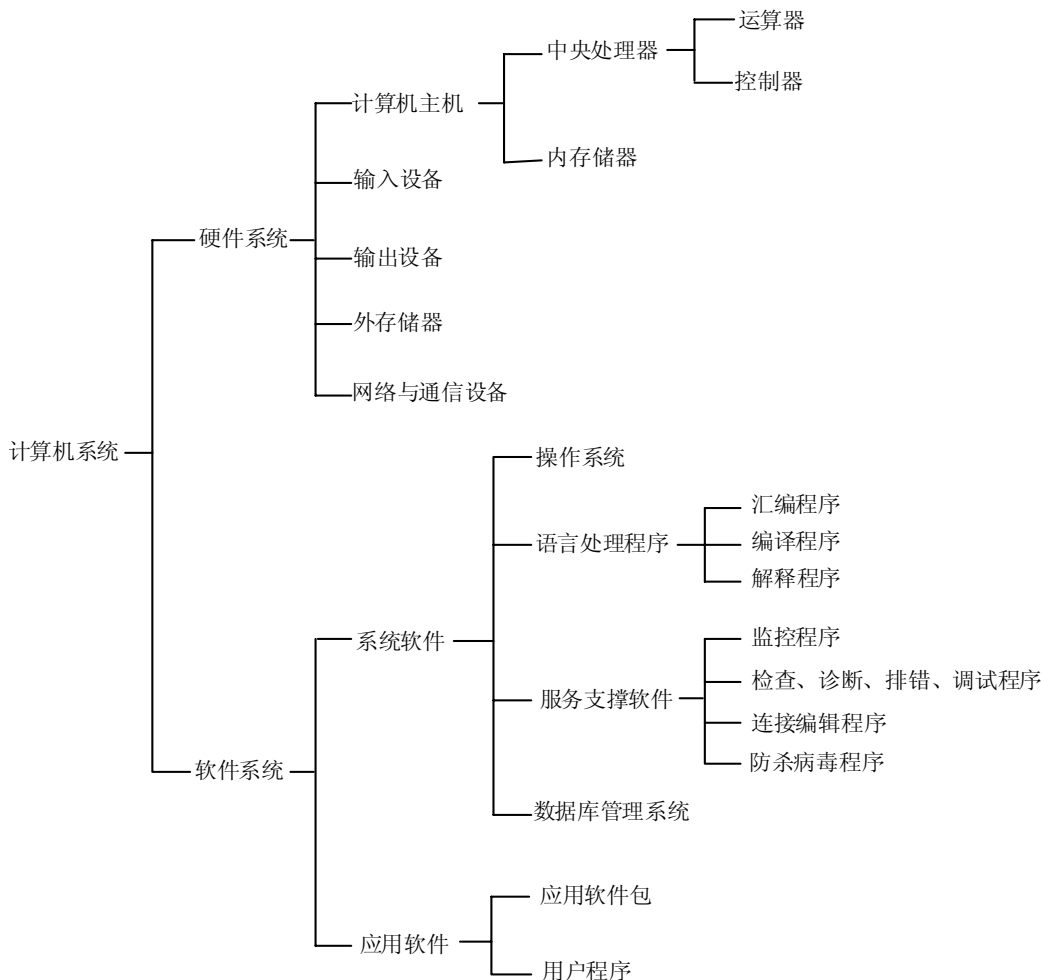 运算器
中央处理器
控制器
计算机主机
内存储器
输入设备
硬件系统
输出设备
外存储器
网络与通信设备
计算机系统
操作系统
汇编程序
语言处理程序
编译程序
解释程序
系统软件
监控程序
检查、诊断、排错、调试程序
服务支撑软件
连接编辑程序
防杀病毒程序
软件系统
数据库管理系统
应用软件包
应用软件
用户程序